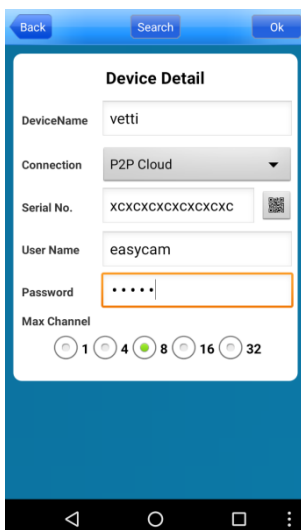 Back Search Ok
Device Detail
DeviceName vetti
Connection P2P Cloud
Serial No. xcxcxcxcxcxcxcxc
User Name easycam
Password •••••
Max Channel
1 4 8 16 32